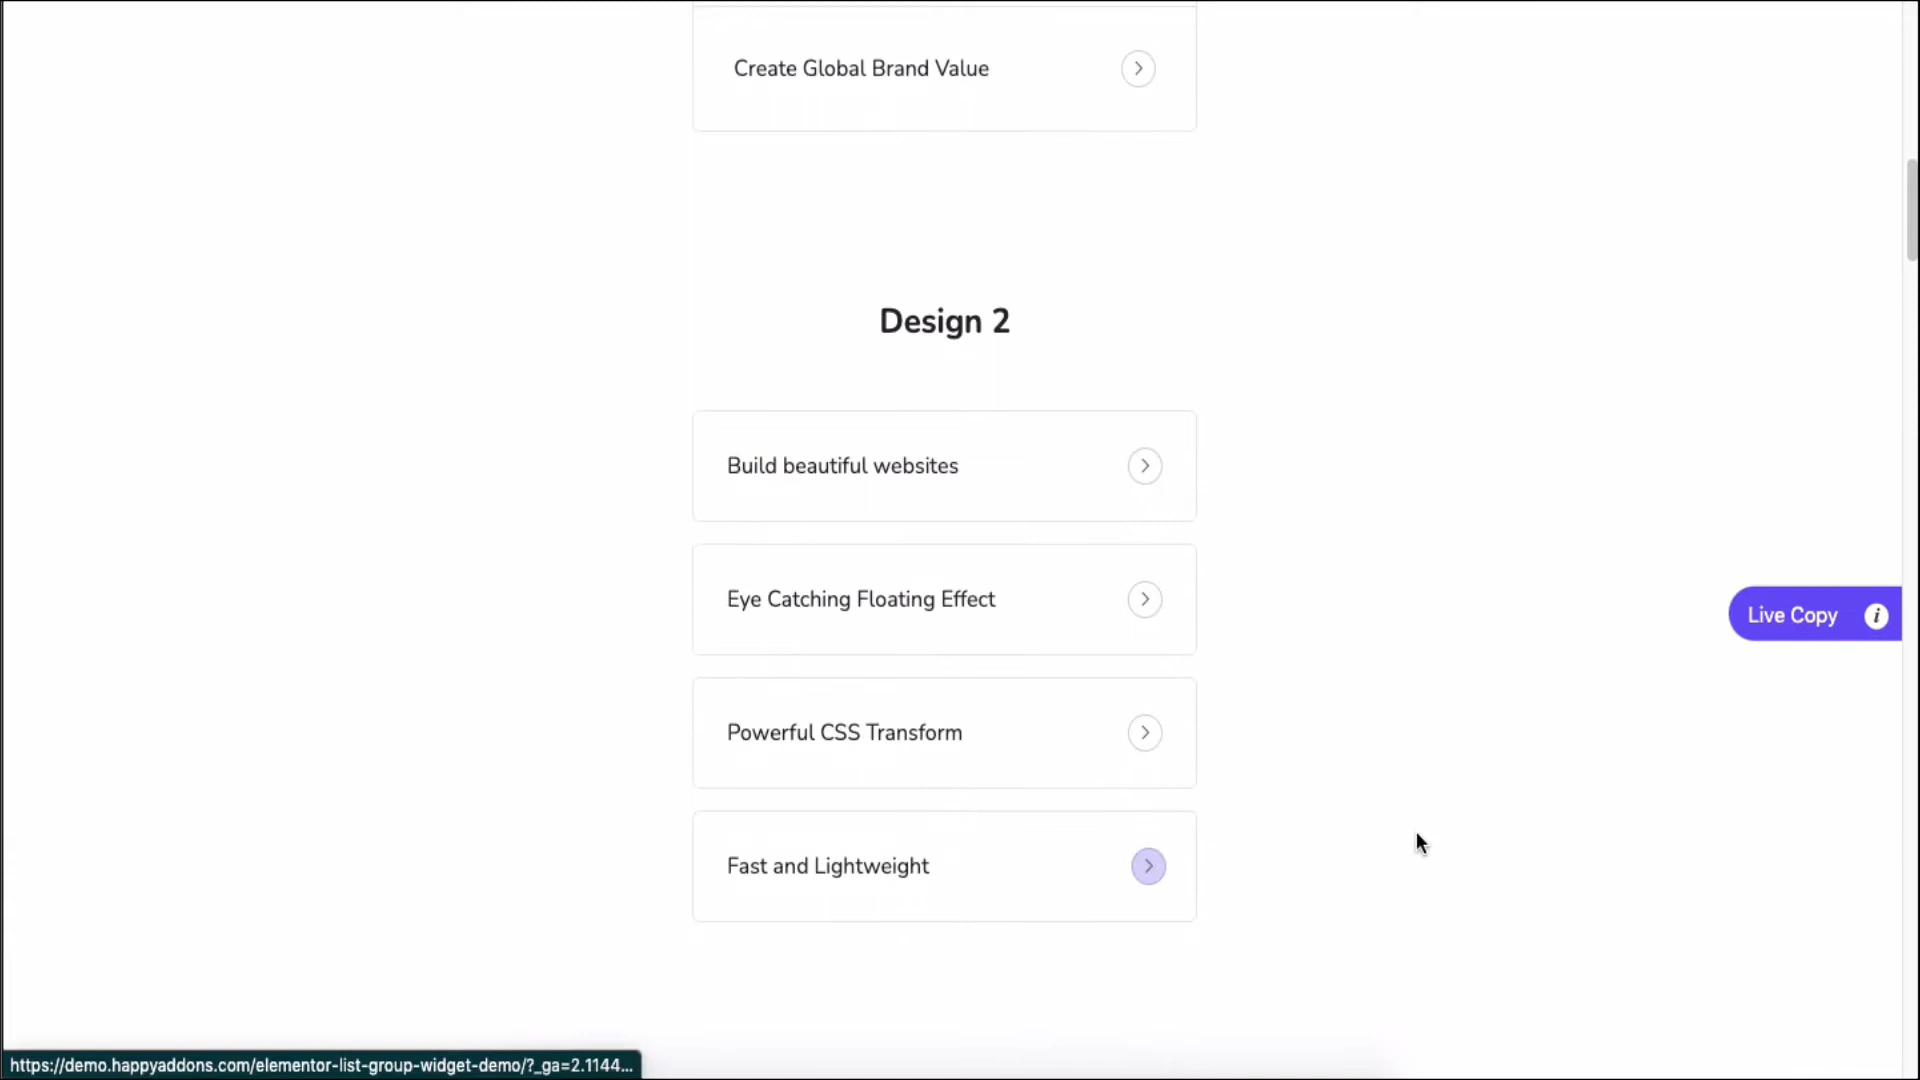 Create Global Brand Value
Design 2
Build beautiful websites
Eye Catching Floating Effect
Live Copy i
Powerful CSS Transform
Fast and Lightweight
https://demo.happyaddons.com/elementor-list-group-widget-demo/?_ga=2.1144...